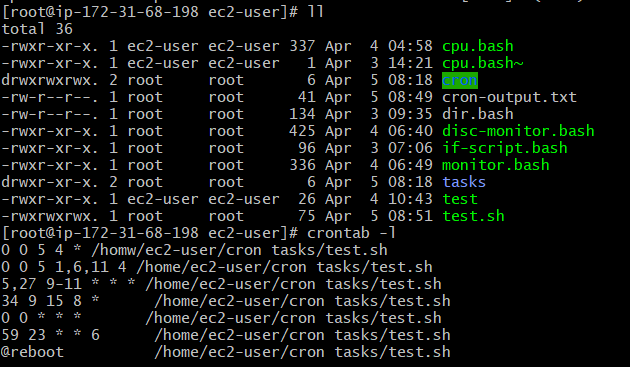 [root@ip-172-31-68-198 ec2-user]# ll
total 36
-rwxr-xr-x. 1 ec2-user ec2-user 337 Apr  4 04:58 cpu.bash
-rwxr-xr-x. 1 ec2-user ec2-user   1 Apr  3 14:21 cpu.bash~
drwxrwxrwx. 2 root     root       6 Apr  5 08:18 cron
-rw-r--r--. 1 root     root      41 Apr  5 08:49 cron-output.txt
-rw-r--r--. 1 root     root     134 Apr  3 09:35 dir.bash
-rwxr-xr-x. 1 root     root     425 Apr  4 06:40 disc-monitor.bash
-rwxr-xr-x. 1 root     root      96 Apr  3 07:06 if-script.bash
-rwxr-xr-x. 1 root     root     336 Apr  4 06:49 monitor.bash
drwxr-xr-x. 2 root     root       6 Apr  5 08:18 tasks
-rwxr-xr-x. 1 ec2-user ec2-user  26 Apr  4 10:43 test
-rwxrwxrwx. 1 root     root      75 Apr  5 08:51 test.sh
[root@ip-172-31-68-198 ec2-user]# crontab -l
0 0 5 4 * /homw/ec2-user/cron tasks/test.sh
0 0 5 1,6,11 4 /home/ec2-user/cron tasks/test.sh
5,27 9-11 * * * /home/ec2-user/cron tasks/test.sh
34 9 15 8 *       /home/ec2-user/cron tasks/test.sh
0 0 * * *        /home/ec2-user/cron tasks/test.sh
59 23 * * 6       /home/ec2-user/cron tasks/test.sh
@reboot           /home/ec2-user/cron tasks/test.sh